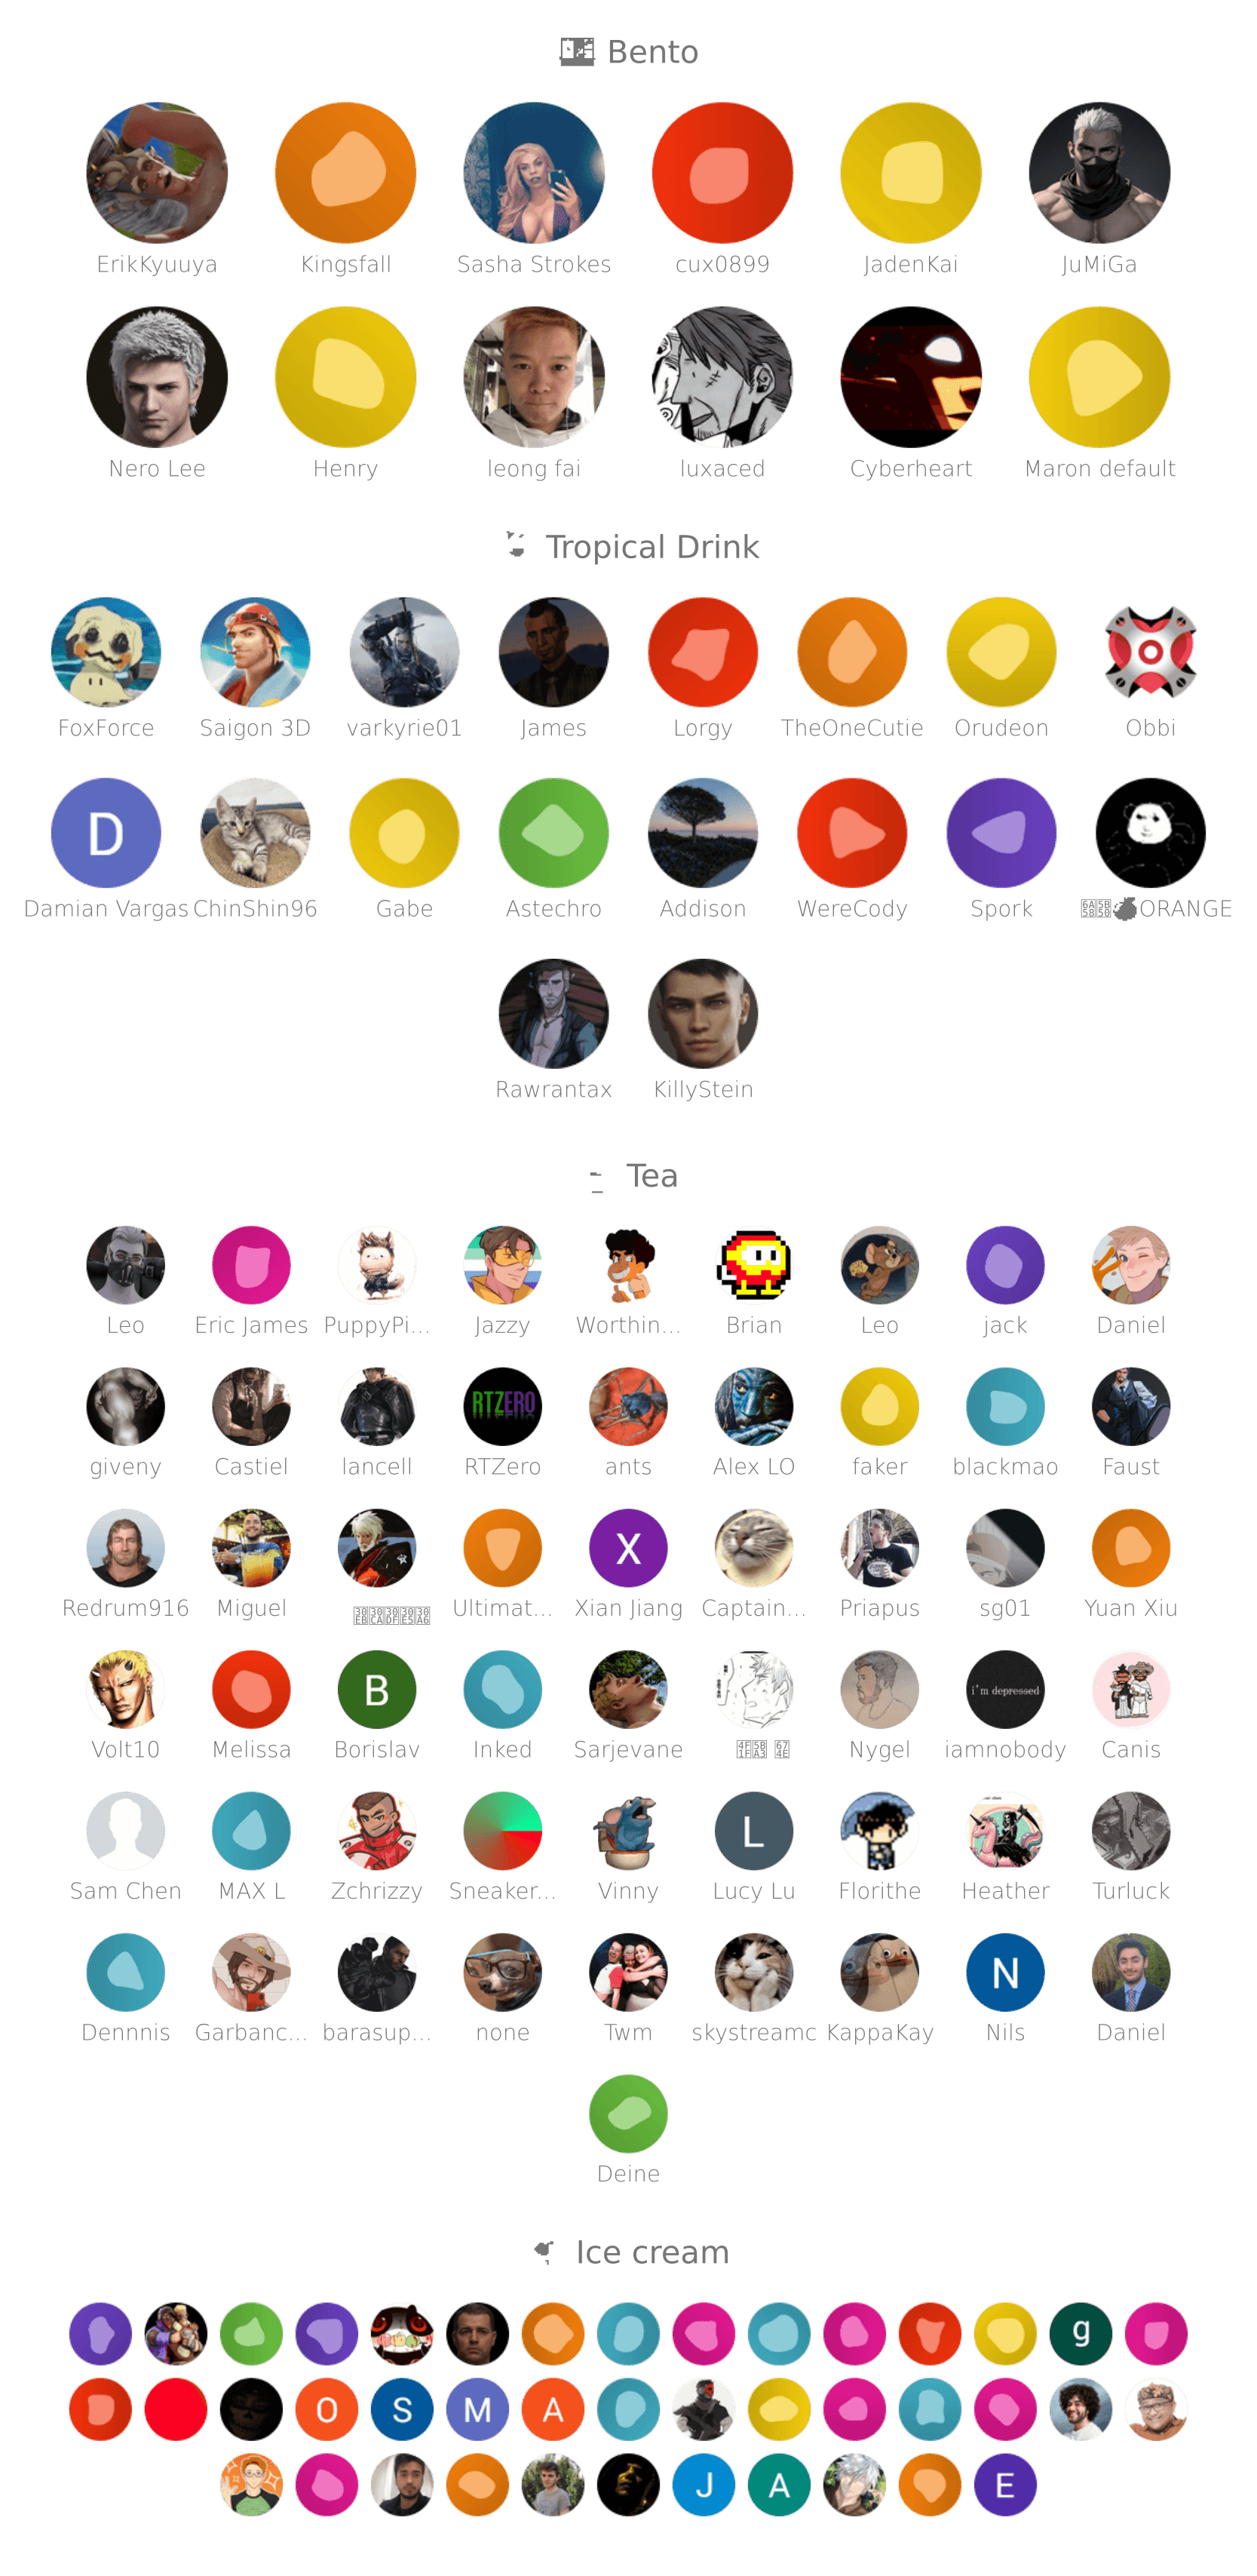 Bento
ErikKyuuya Kingsfall Sasha Strokes cux0899 JadenKai JuMiGa
Nero Lee Henry leong fai luxaced Cyberheart Maron default
Tropical Drink
FoxForce Saigon 3D varkyrie01 James Lorgy TheOneCutie Orudeon Obbi
D
Damian Vargas ChinShin96 Gabe Astechro Addison WereCody Spork ORANGE
Rawrantax KillyStein
Tea
Leo Eric James PuppyPi... Jazzy Worthin... Brian Leo jack Daniel
RTZERO
giveny Castiel lancell RTZero ants Alex LO faker blackmao Faust
X
Redrum916 Miguel Ultimat... Xian Jiang Captain... Priapus sg01 Yuan Xiu
B i'm depressed
Volt10 Melissa Borislav Inked Sarjevane Nygel iamnobody Canis
L
Sam Chen MAX L Zchrizzy Sneaker... Vinny Lucy Lu Florithe Heather Turluck
N
Dennnis Garbanc... barasup... none Twm skystreamc KappaKay Nils Daniel
Deine
Ice cream
g
O S M A
J A E